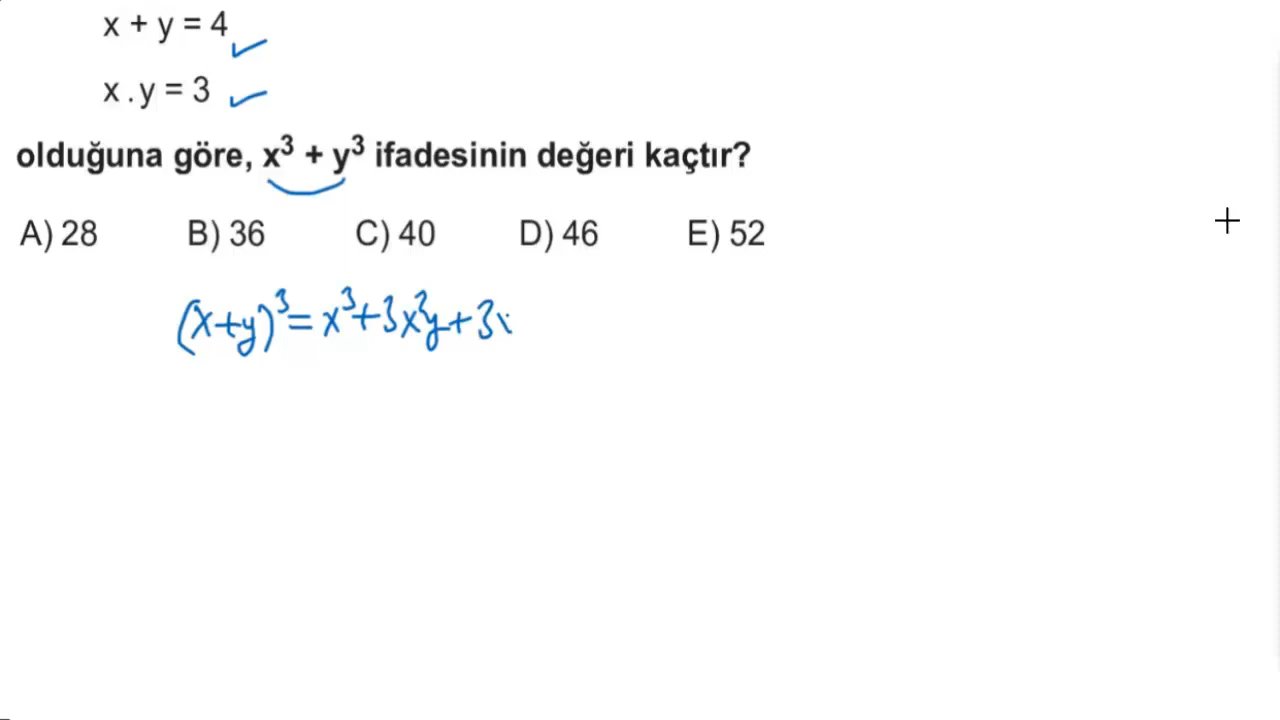 x + y = 4
x . y = 3
olduğuna göre, x³ + y³ ifadesinin değeri kaçtır?
A) 28 B) 36 C) 40 D) 46 E) 52
(x+y)³ = x³+3x²y+3